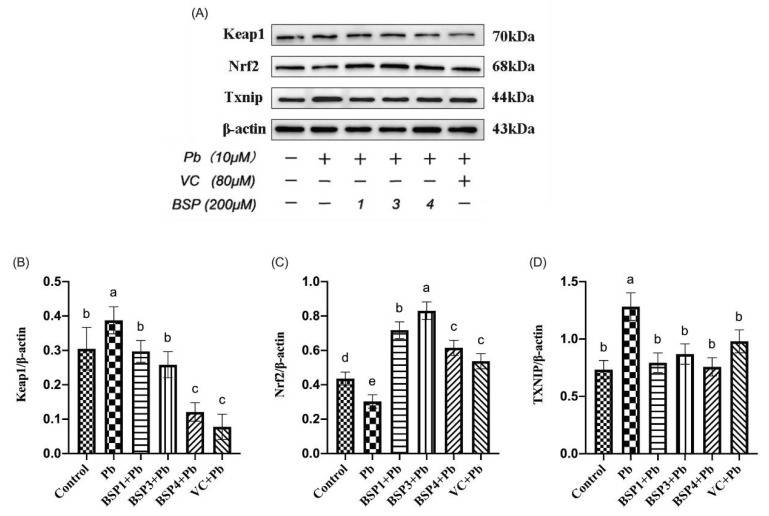 (A)
Keap1 70kDa
Nrf2 68kDa
Txnip 44kDa
β-actin 43kDa
Pb (10μM) − + + + + +
VC (80μM) − − − − − +
BSP (200μM) − − 1 3 4 −
(B)
Keap1/β-actin
0.5
0.4
0.3
0.2
0.1
0.0
b a b b c c
Control Pb BSP1+Pb BSP3+Pb BSP4+Pb VC+Pb
(C)
Nrf2/β-actin
1.0
0.8
0.6
0.4
0.2
0.0
d e b a c c
Control Pb BSP1+Pb BSP3+Pb BSP4+Pb VC+Pb
(D)
TXNIP/β-actin
1.5
1.0
0.5
0.0
b a b b b b
Control Pb BSP1+Pb BSP3+Pb BSP4+Pb VC+Pb